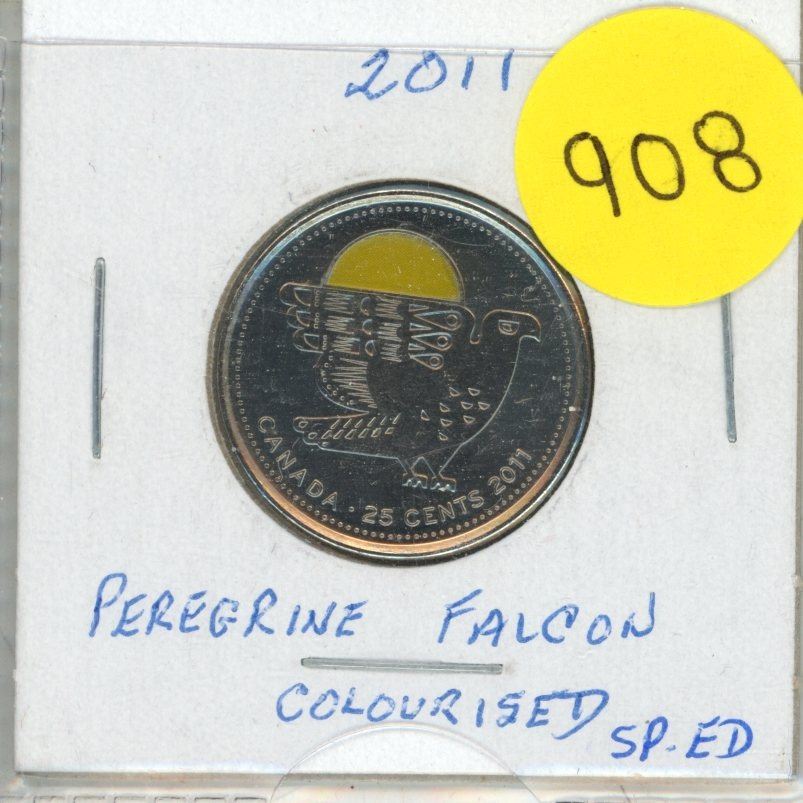 2011
908
CANADA · 25 CENTS 2011
PEREGRINE FALCON
COLOURISED
SP. ED